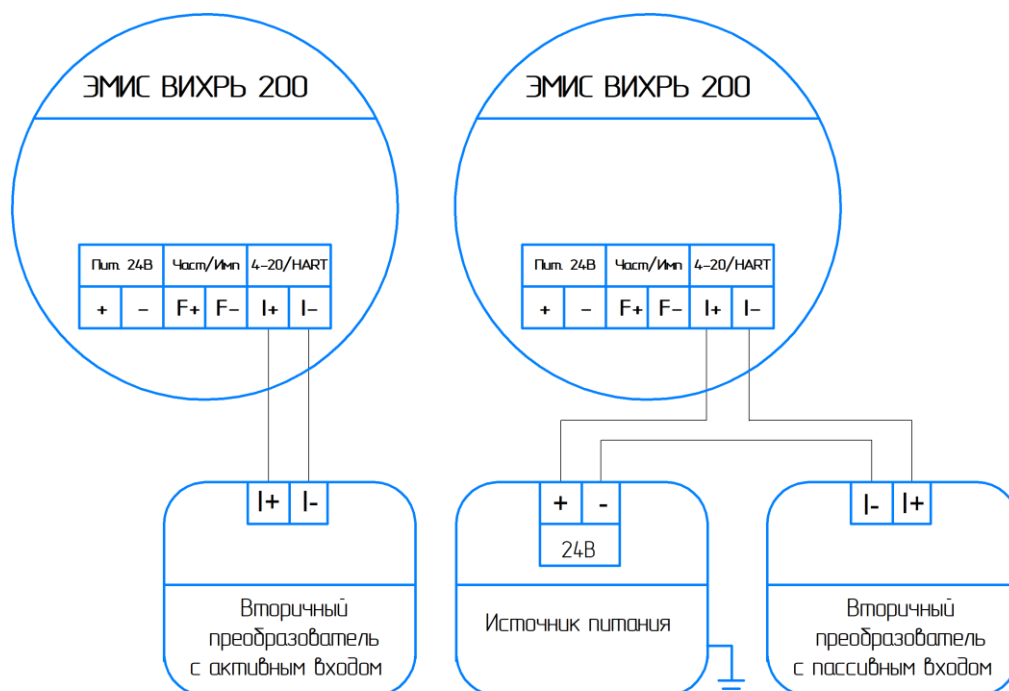 ЭМИС ВИХРЬ 200
Пит. 24В Част/Имп 4-20/HART
+ - F+ F- I+ I-
I+ I-
Вторичный
преобразователь
с активным входом
ЭМИС ВИХРЬ 200
Пит. 24В Част/Имп 4-20/HART
+ - F+ F- I+ I-
+ -
24В
Источник питания
I- I+
Вторичный
преобразователь
с пассивным входом